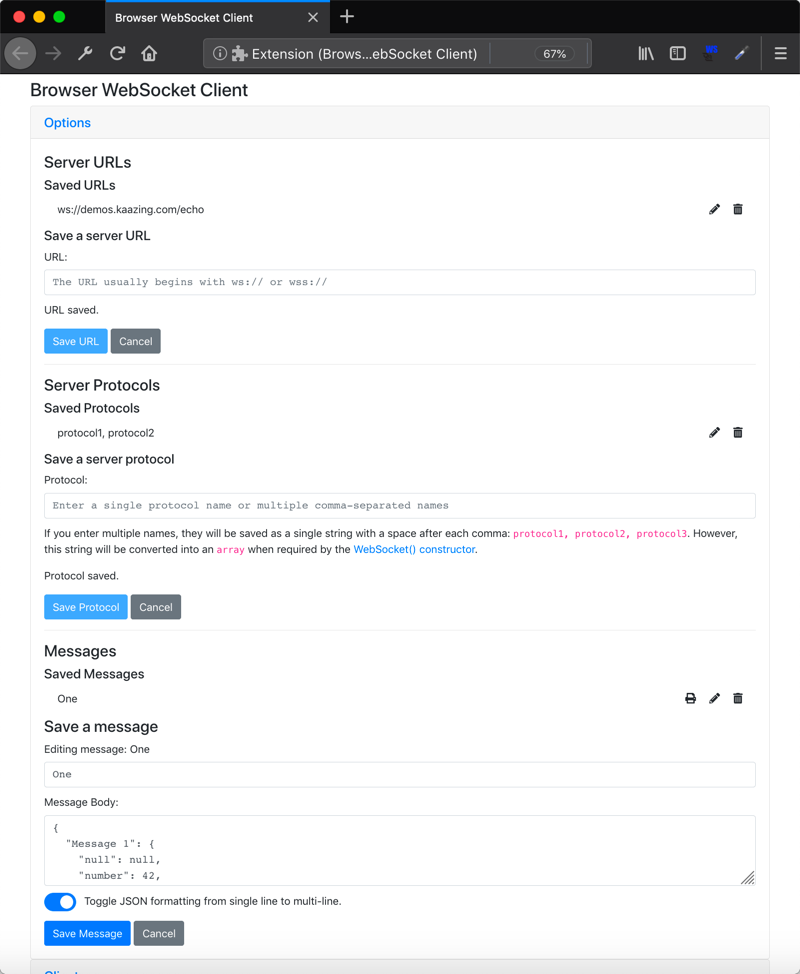 Browser WebSocket Client
Extension (Brows...ebSocket Client)
67%
Browser WebSocket Client
Options
Server URLs
Saved URLs
ws://demos.kaazing.com/echo
Save a server URL
URL:
The URL usually begins with ws:// or wss://
URL saved.
Save URL Cancel
Server Protocols
Saved Protocols
protocol1, protocol2
Save a server protocol
Protocol:
Enter a single protocol name or multiple comma-separated names
If you enter multiple names, they will be saved as a single string with a space after each comma: protocol1, protocol2, protocol3. However,
this string will be converted into an array when required by the WebSocket() constructor.
Protocol saved.
Save Protocol Cancel
Messages
Saved Messages
One
Save a message
Editing message: One
One
Message Body:
{
"Message 1": {
"null": null,
"number": 42,
Toggle JSON formatting from single line to multi-line.
Save Message Cancel